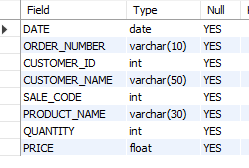 Field Type Null
DATE date YES
ORDER_NUMBER varchar(10) YES
CUSTOMER_ID int YES
CUSTOMER_NAME varchar(50) YES
SALE_CODE int YES
PRODUCT_NAME varchar(30) YES
QUANTITY int YES
PRICE float YES